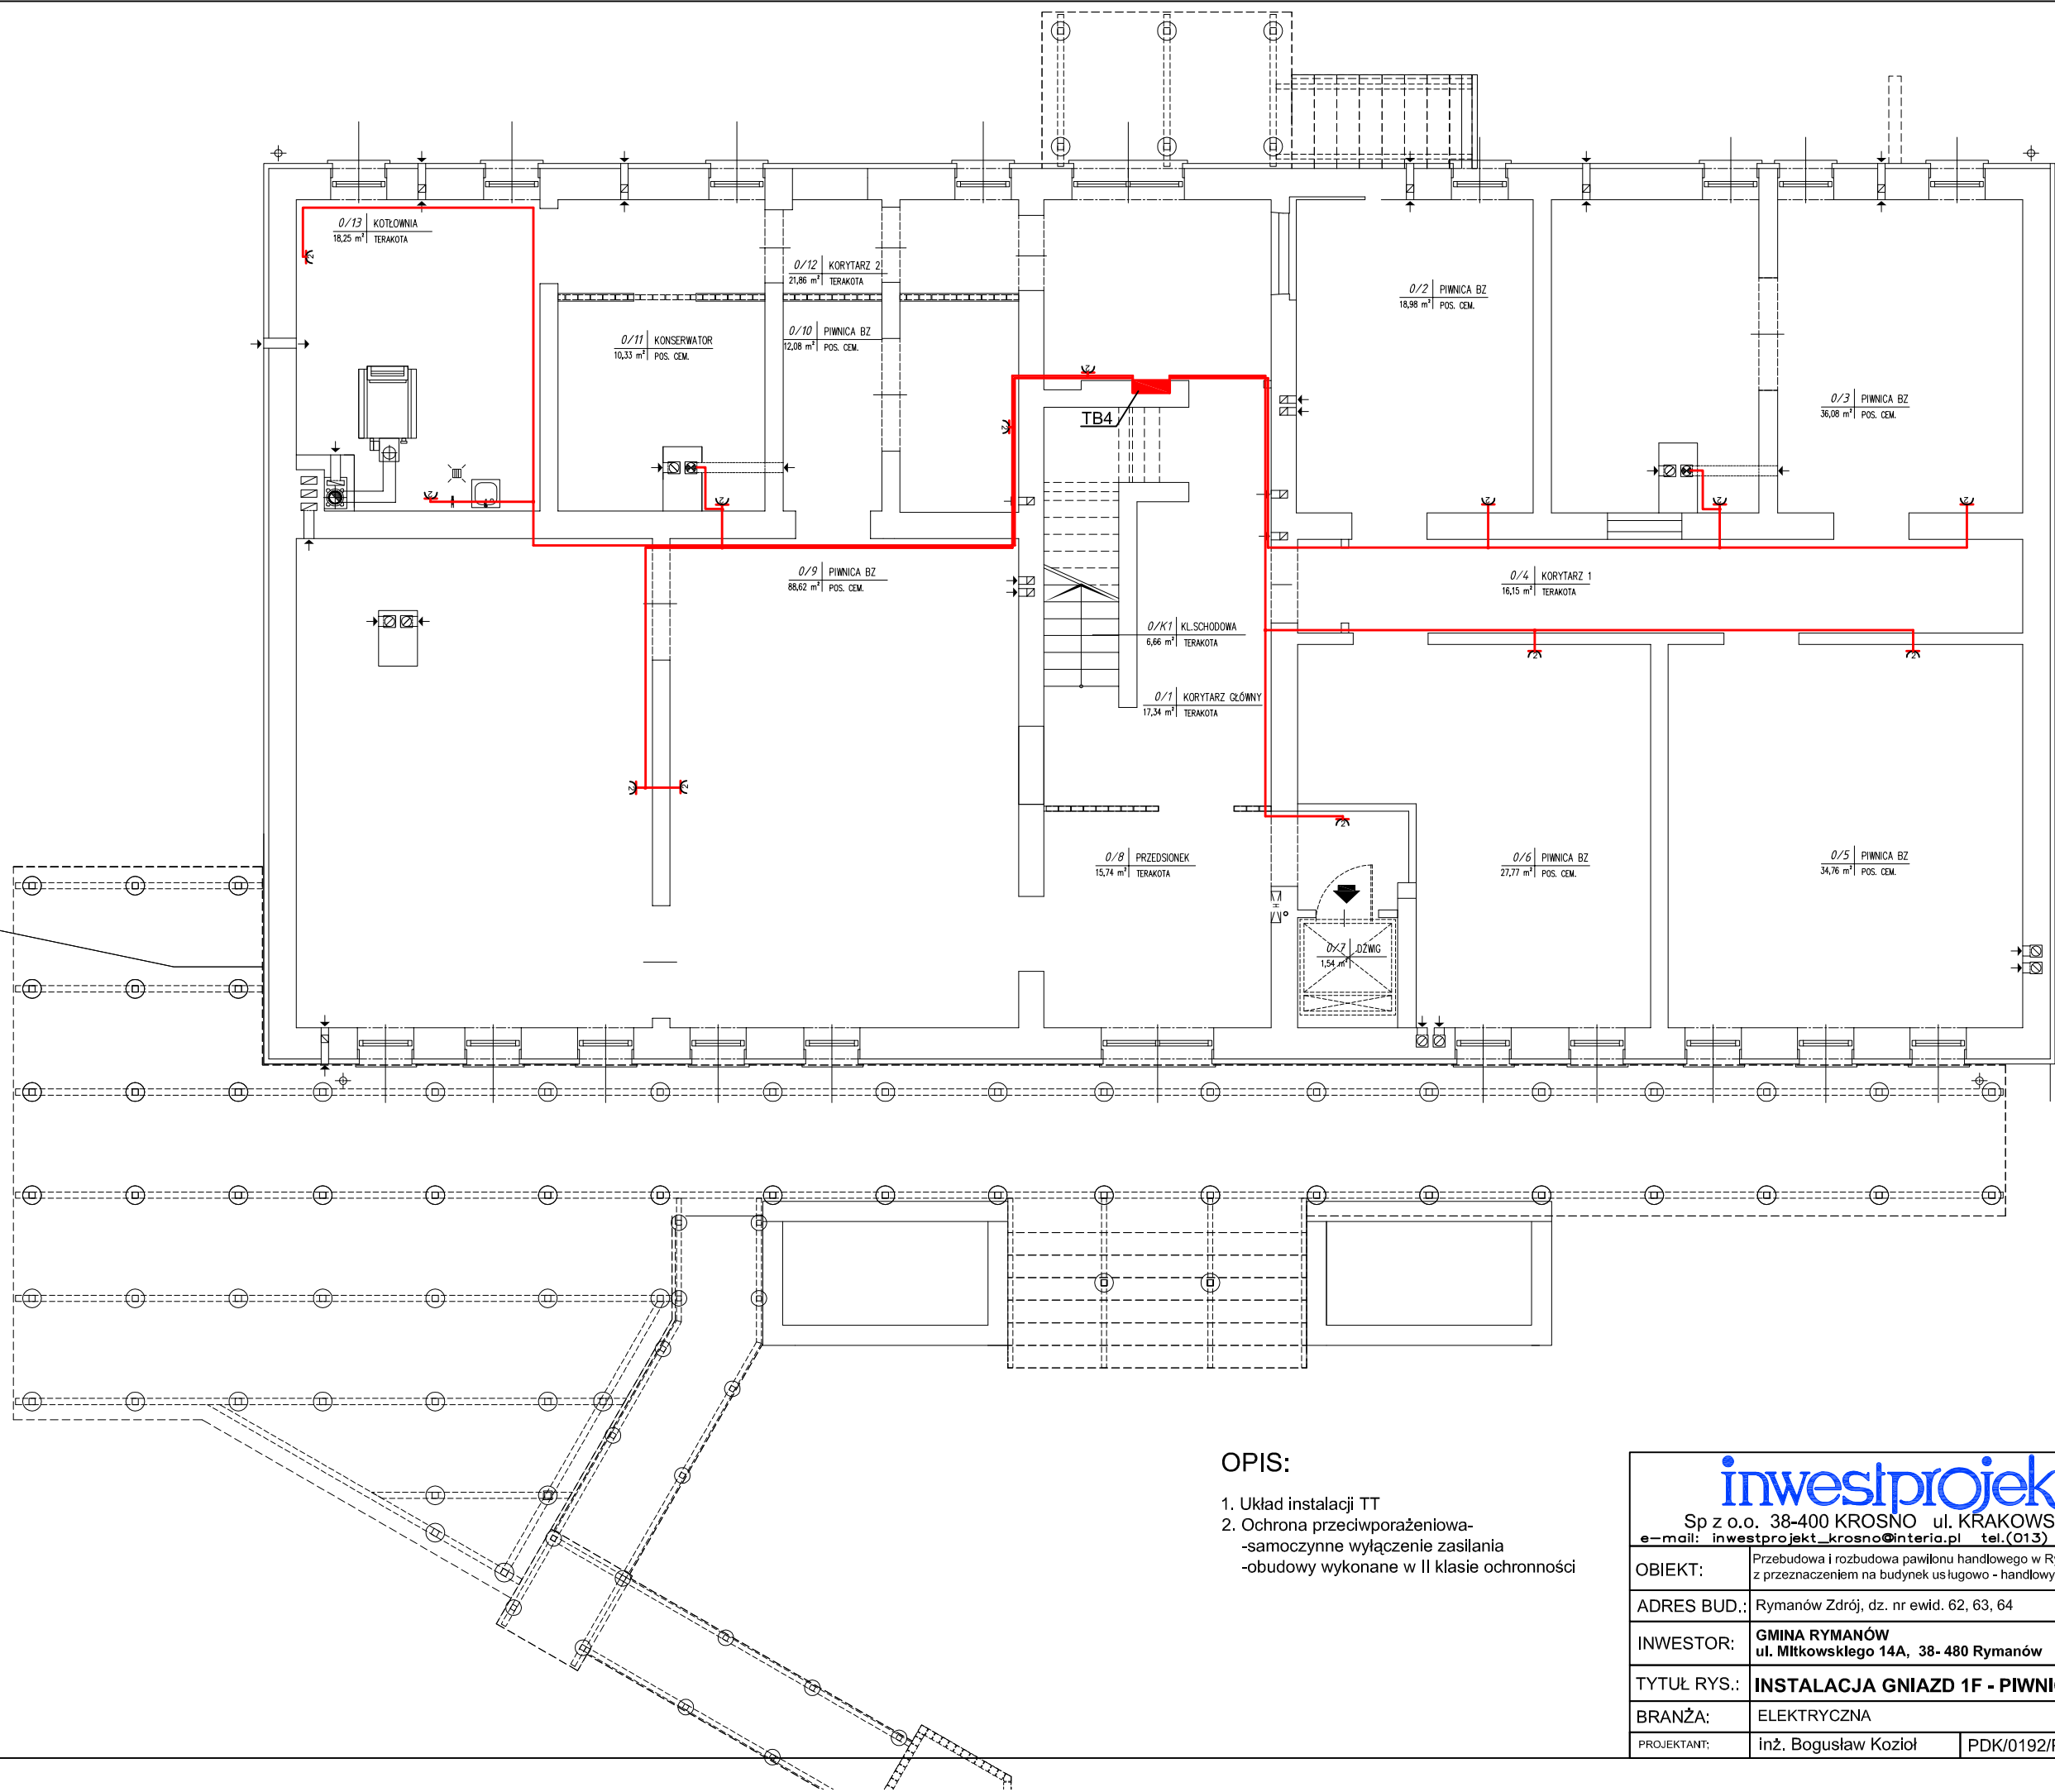 0/13 KOTŁOWNIA
18,25 m² TERAKOTA
0/12 KORYTARZ 2
21,86 m² TERAKOTA
0/11 KONSERWATOR
10,33 m² POS. CEM.
0/10 PIWNICA BZ
12,08 m² POS. CEM.
0/2 PIWNICA BZ
18,98 m² POS. CEM.
0/3 PIWNICA BZ
36,08 m² POS. CEM.
TB4
0/9 PIWNICA BZ
88,62 m² POS. CEM.
0/4 KORYTARZ 1
16,15 m² TERAKOTA
0/K1 KL.SCHODOWA
6,66 m² TERAKOTA
0/1 KORYTARZ GŁÓWNY
17,34 m² TERAKOTA
0/8 PRZEDSIONEK
15,74 m² TERAKOTA
0/6 PIWNICA BZ
27,77 m² POS. CEM.
0/5 PIWNICA BZ
34,76 m² POS. CEM.
0/7 DŹWIG
1,54 m²
OPIS:
1. Układ instalacji TT
2. Ochrona przeciwporażeniowa-
-samoczynne wyłączenie zasilania
-obudowy wykonane w II klasie ochronności
inwestprojek
Sp z o.o. 38-400 KROSNO ul. KRAKOWS
e-mail: inwestprojekt_krosno@interia.pl tel.(013)
OBIEKT: Przebudowa i rozbudowa pawilonu handlowego w R
z przeznaczeniem na budynek usługowo - handlowy
ADRES BUD.: Rymanów Zdrój, dz. nr ewid. 62, 63, 64
INWESTOR: GMINA RYMANÓW
ul. Mitkowskiego 14A, 38- 480 Rymanów
TYTUŁ RYS.: INSTALACJA GNIAZD 1F - PIWNI
BRANŻA: ELEKTRYCZNA
PROJEKTANT: inż. Bogusław Kozioł PDK/0192/